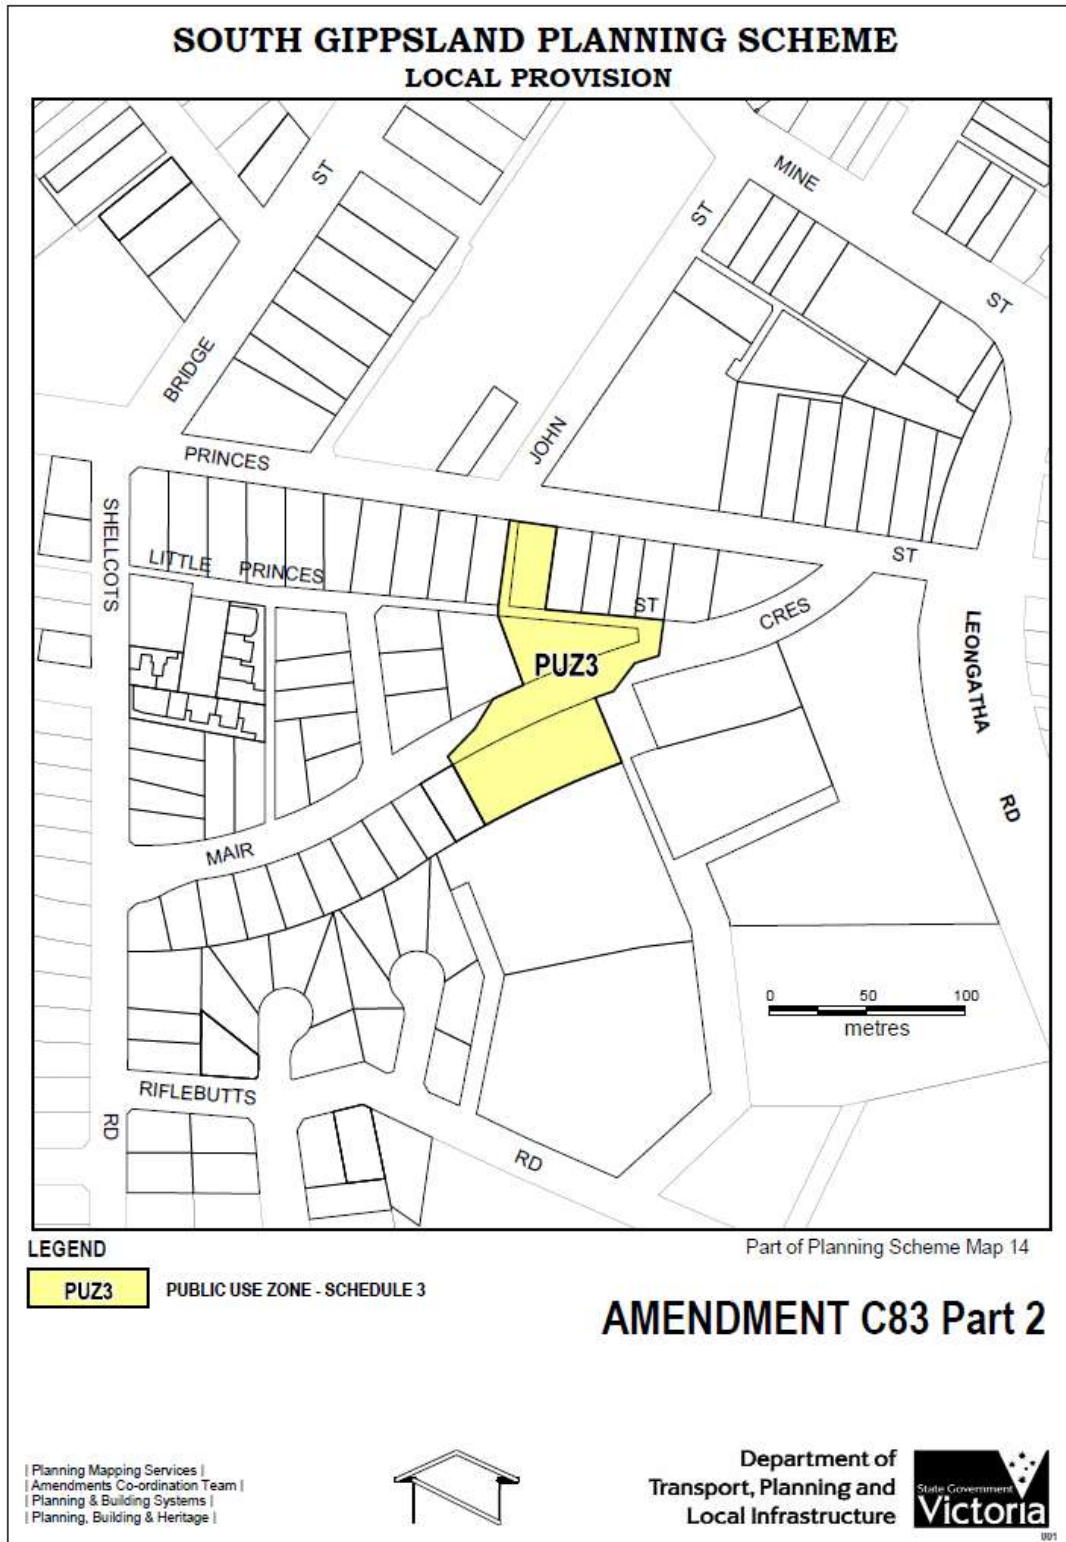 SOUTH GIPPSLAND PLANNING SCHEME
LOCAL PROVISION
MINE
ST
ST
ST
BRIDGE
JOHN
PRINCES
SHELLCOTS
LITTLE PRINCES
ST
ST
CRES
LEONGATHA
PUZ3
RD
MAIR
0 50 100
metres
RIFLEBUTTS
RD
RD
LEGEND
Part of Planning Scheme Map 14
PUZ3 PUBLIC USE ZONE - SCHEDULE 3
AMENDMENT C83 Part 2
| Planning Mapping Services |
| Amendments Co-ordination Team |
| Planning & Building Systems |
| Planning, Building & Heritage |
Department of
Transport, Planning and
Local Infrastructure
State Government
Victoria
001